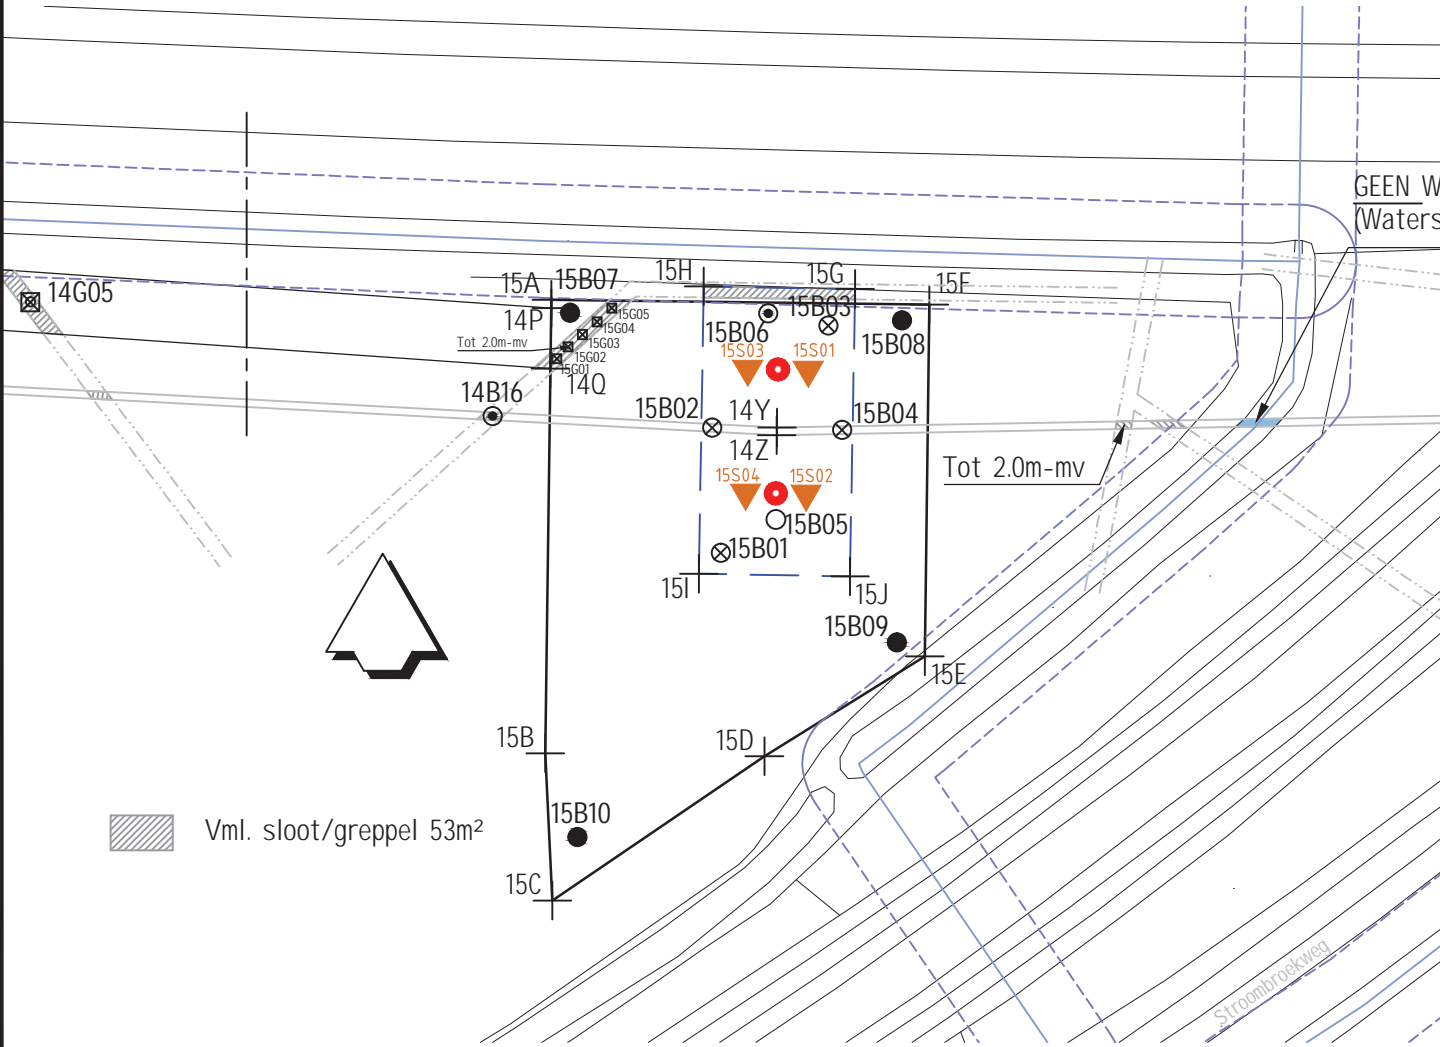 GEEN W
(Waters
15H
15G
15A
15B07
15F
14G05
15B03
14P
15G05
15G04
15B06
15B08
Tot 2.0m-mv
15G03
15G02
15S03
15S01
15G01
14Q
14B16
15B02
14Y
15B04
14Z
15S04
15S02
Tot 2.0m-mv
15B05
15B01
15I
15J
15B09
15E
15B
15D
15B10
Vml. sloot/greppel 53m²
15C
Stroombroekweg